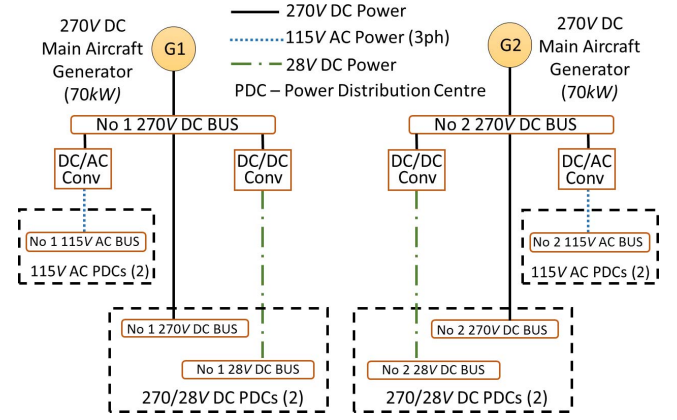 270V DC
Main Aircraft
Generator
(70kW)
G1
270V DC Power
115V AC Power (3ph)
28V DC Power
PDC – Power Distribution Centre
G2
270V DC
Main Aircraft
Generator
(70kW)
No 1 270V DC BUS
No 2 270V DC BUS
DC/AC
Conv
DC/DC
Conv
DC/DC
Conv
DC/AC
Conv
No 1 115V AC BUS
115V AC PDCs (2)
No 2 115V AC BUS
115V AC PDCs (2)
No 1 270V DC BUS
No 1 28V DC BUS
270/28V DC PDCs (2)
No 2 270V DC BUS
No 2 28V DC BUS
270/28V DC PDCs (2)